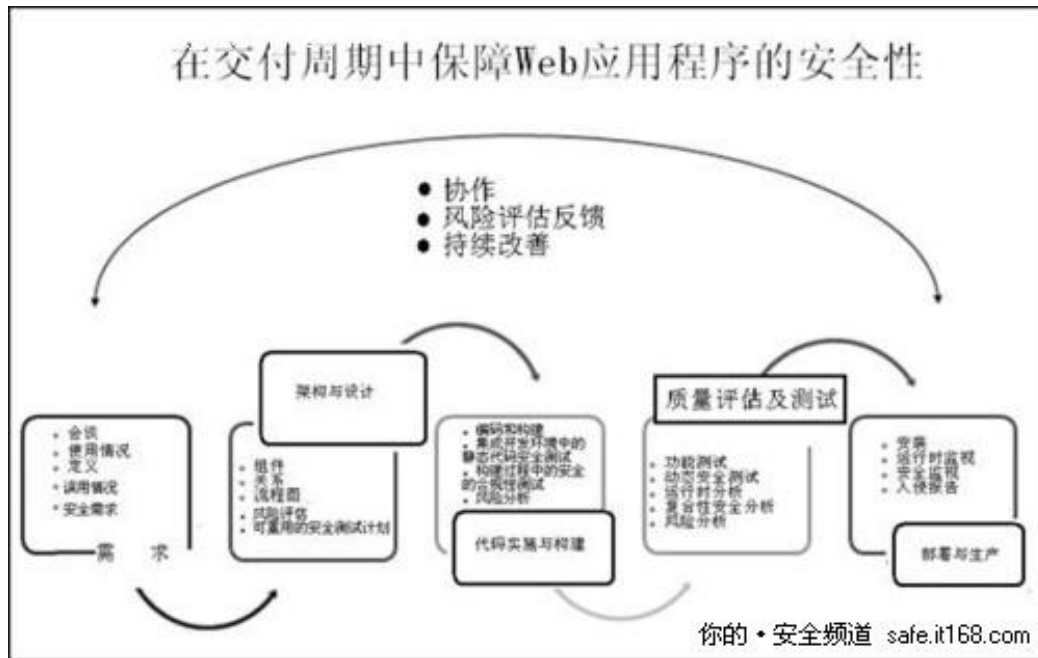 在交付周期中保障Web应用程序的安全性
● 协作
● 风险评估反馈
● 持续改善
会谈
使用情况
定义
误用情况
安全需求
需 求
架构与设计
组件
关系
流程图
风险评估
可重用的安全测试计划
编码和构建
集成开发环境中的
静态代码安全测试
构建过程中的安全
的合规性测试
风险分析
代码实施与构建
质量评估及测试
功能测试
动态安全测试
运行时分析
复合性安全分析
风险分析
安装
运行时监视
安全监视
入侵报告
部署与生产
你的·安全频道 safe.it168.com